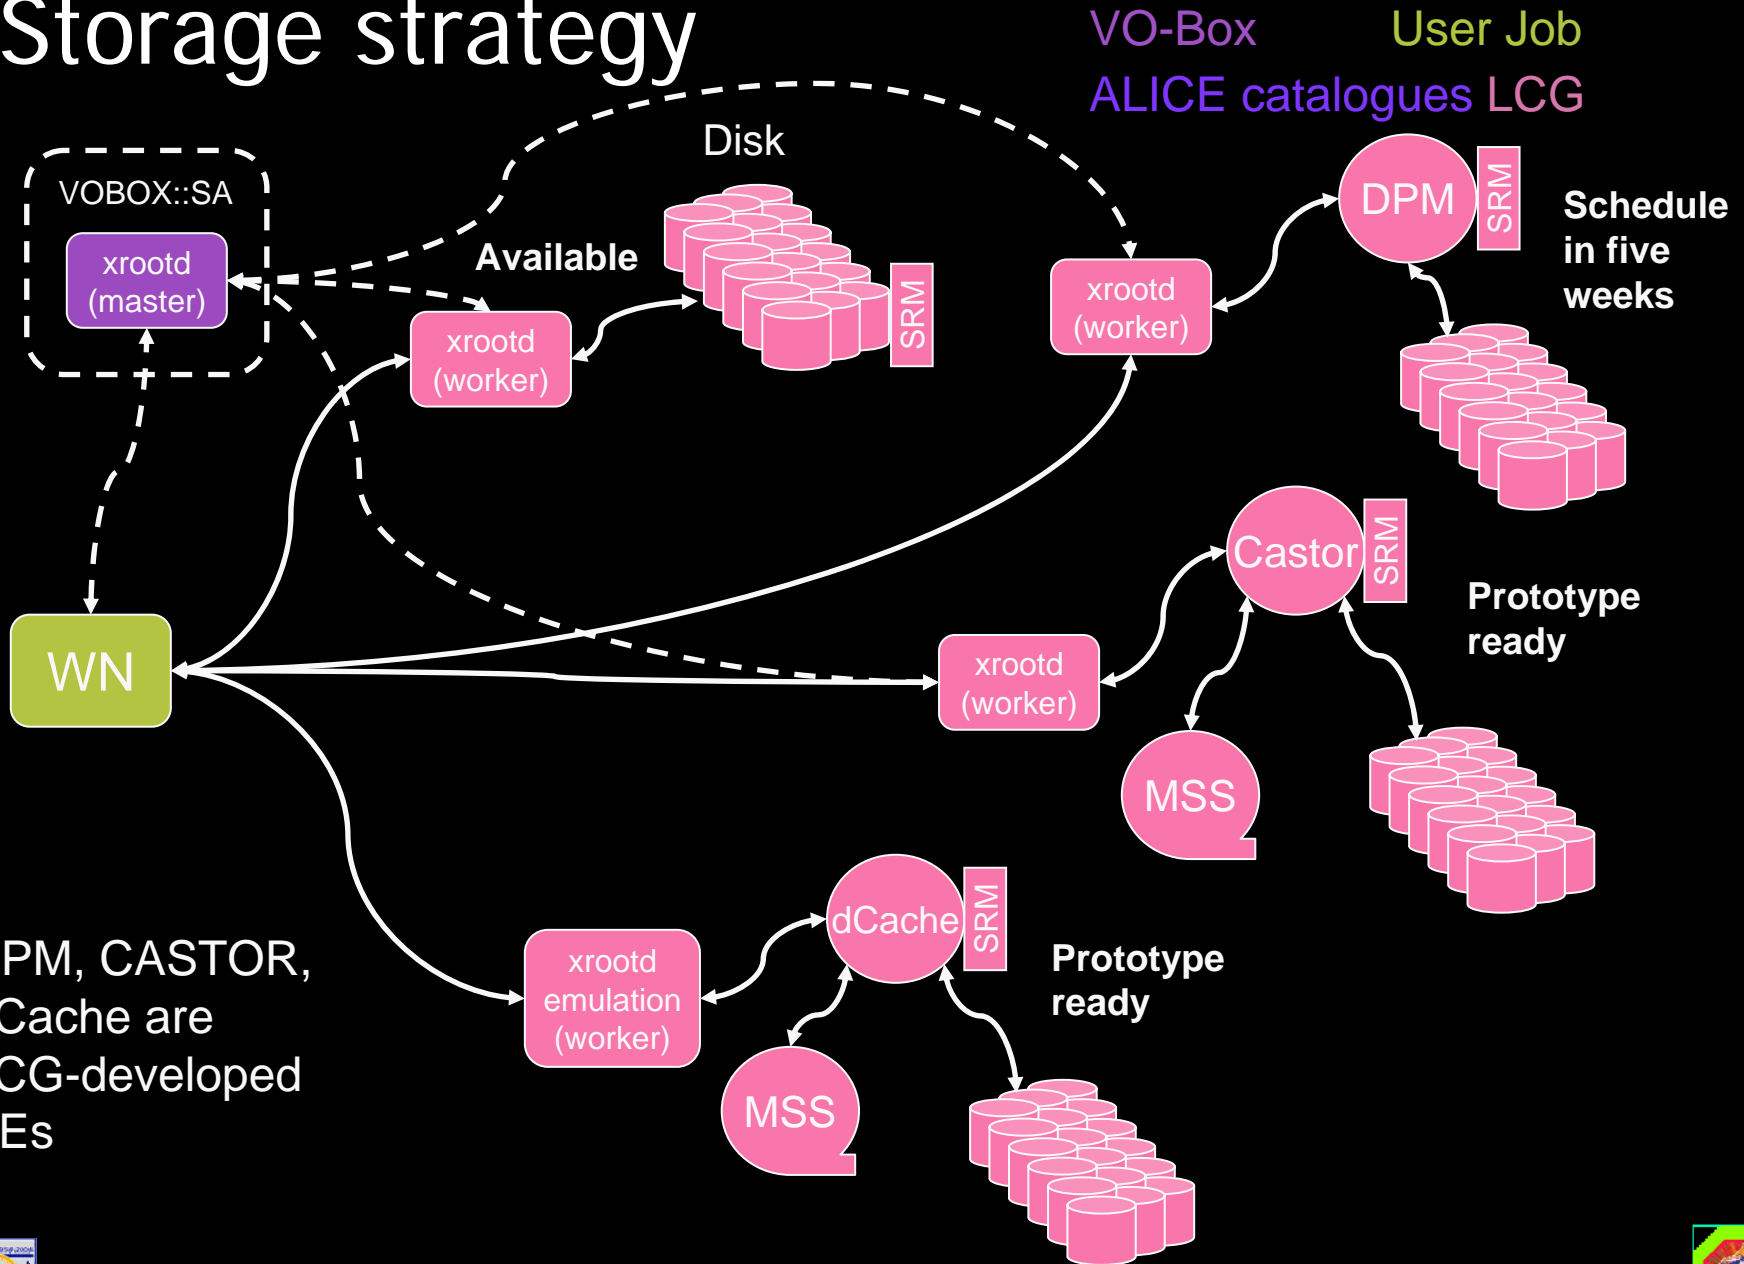 Storage strategy
VO-Box
User Job
ALICE catalogues LCG
Disk
VOBOX::SA
xrootd
(master)
Available
SRM
xrootd
(worker)
xrootd
(worker)
DPM
SRM
Schedule
in five
weeks
WN
Castor
SRM
Prototype
ready
xrootd
(worker)
MSS
dCache
SRM
Prototype
ready
xrootd
emulation
(worker)
MSS
PM, CASTOR,
Cache are
CG-developed
Es